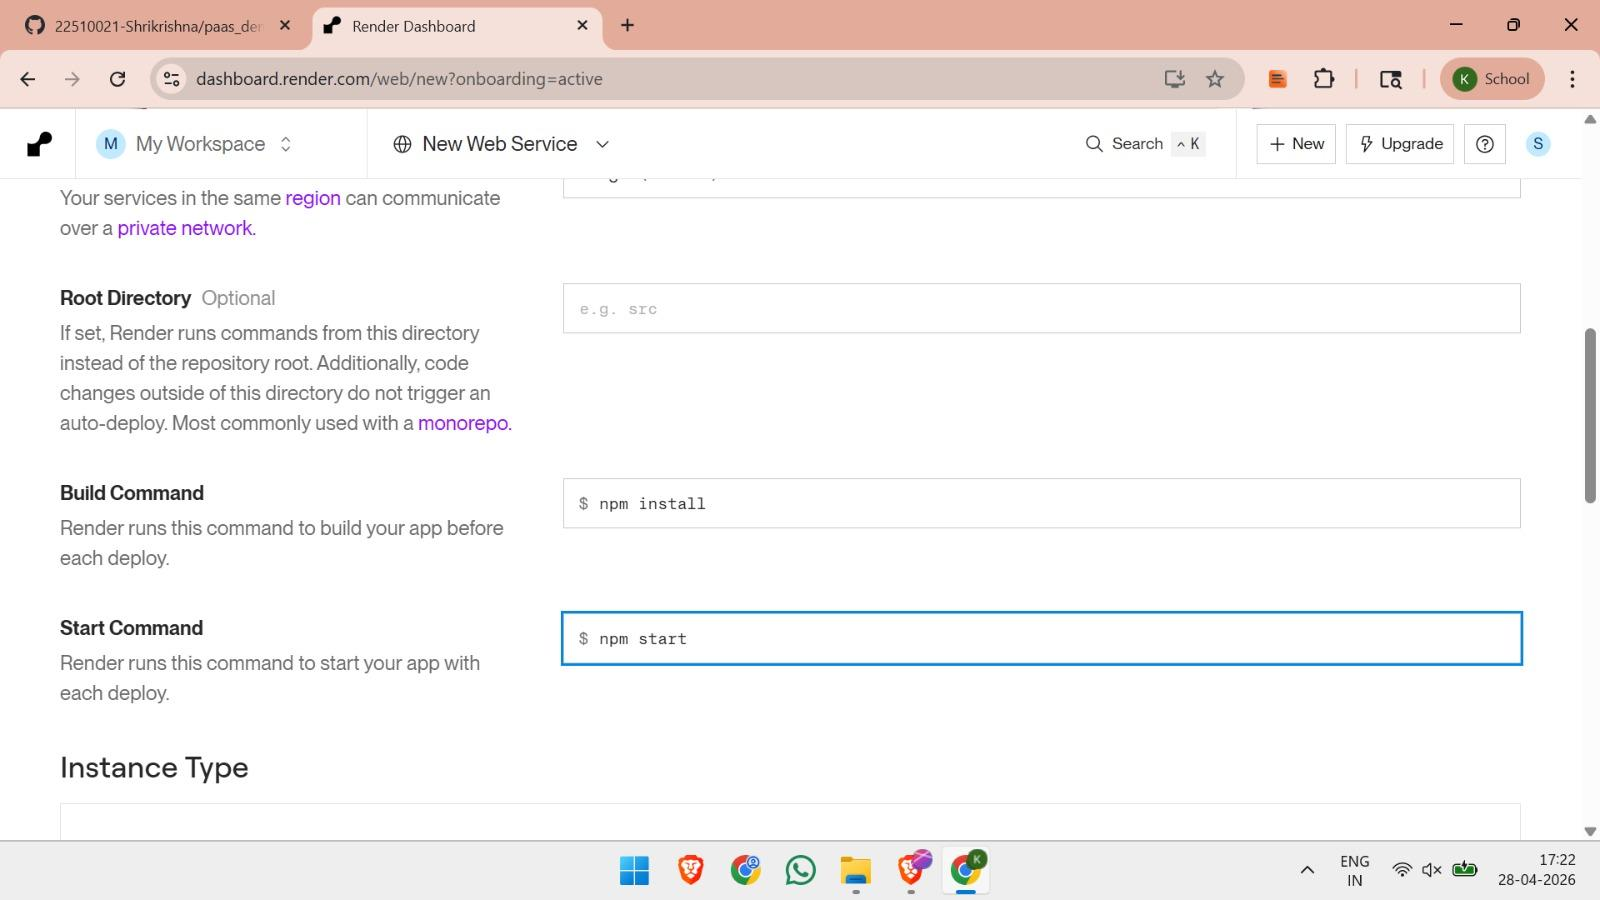 22510021-Shrikrishna/paas_der
Render Dashboard
dashboard.render.com/web/new?onboarding=active
K School
M My Workspace
New Web Service
Search ^ K
+ New
Upgrade
S
Your services in the same region can communicate
over a private network.
Root Directory Optional
e.g. src
If set, Render runs commands from this directory
instead of the repository root. Additionally, code
changes outside of this directory do not trigger an
auto-deploy. Most commonly used with a monorepo.
Build Command
$ npm install
Render runs this command to build your app before
each deploy.
Start Command
$ npm start
Render runs this command to start your app with
each deploy.
Instance Type
K
ENG
IN
17:22
28-04-2026